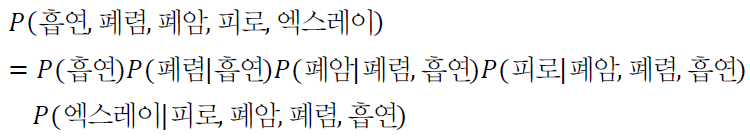 P(흡연, 폐렴, 폐암, 피로, 엑스레이)
= P(흡연)P(폐렴|흡연)P(폐암|폐렴, 흡연)P(피로|폐암, 폐렴, 흡연)
P(엑스레이|피로, 폐암, 폐렴, 흡연)